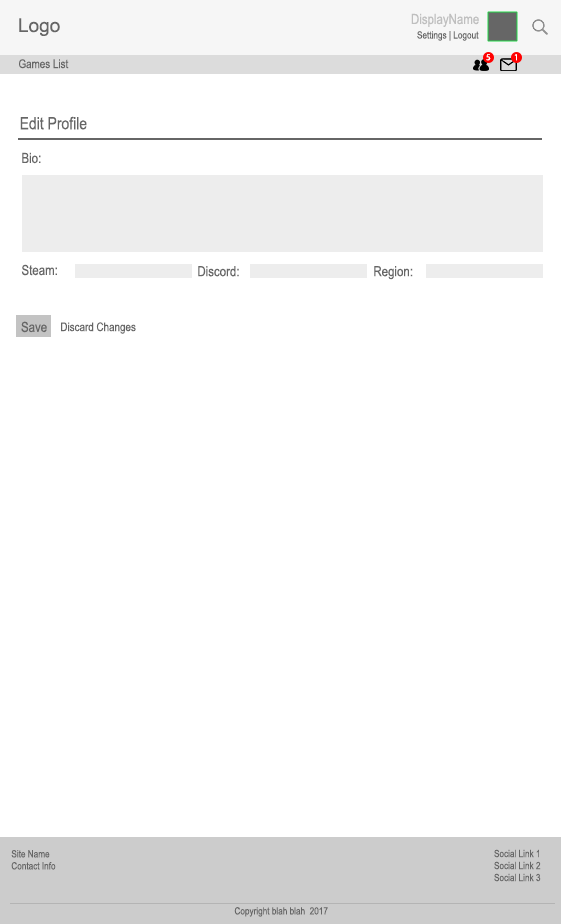 Logo
DisplayName
Settings | Logout
Games List
5
1
Edit Profile
Bio:
Steam:
Discord:
Region:
Save
Discard Changes
Site Name
Contact Info
Social Link 1
Social Link 2
Social Link 3
Copyright blah blah 2017